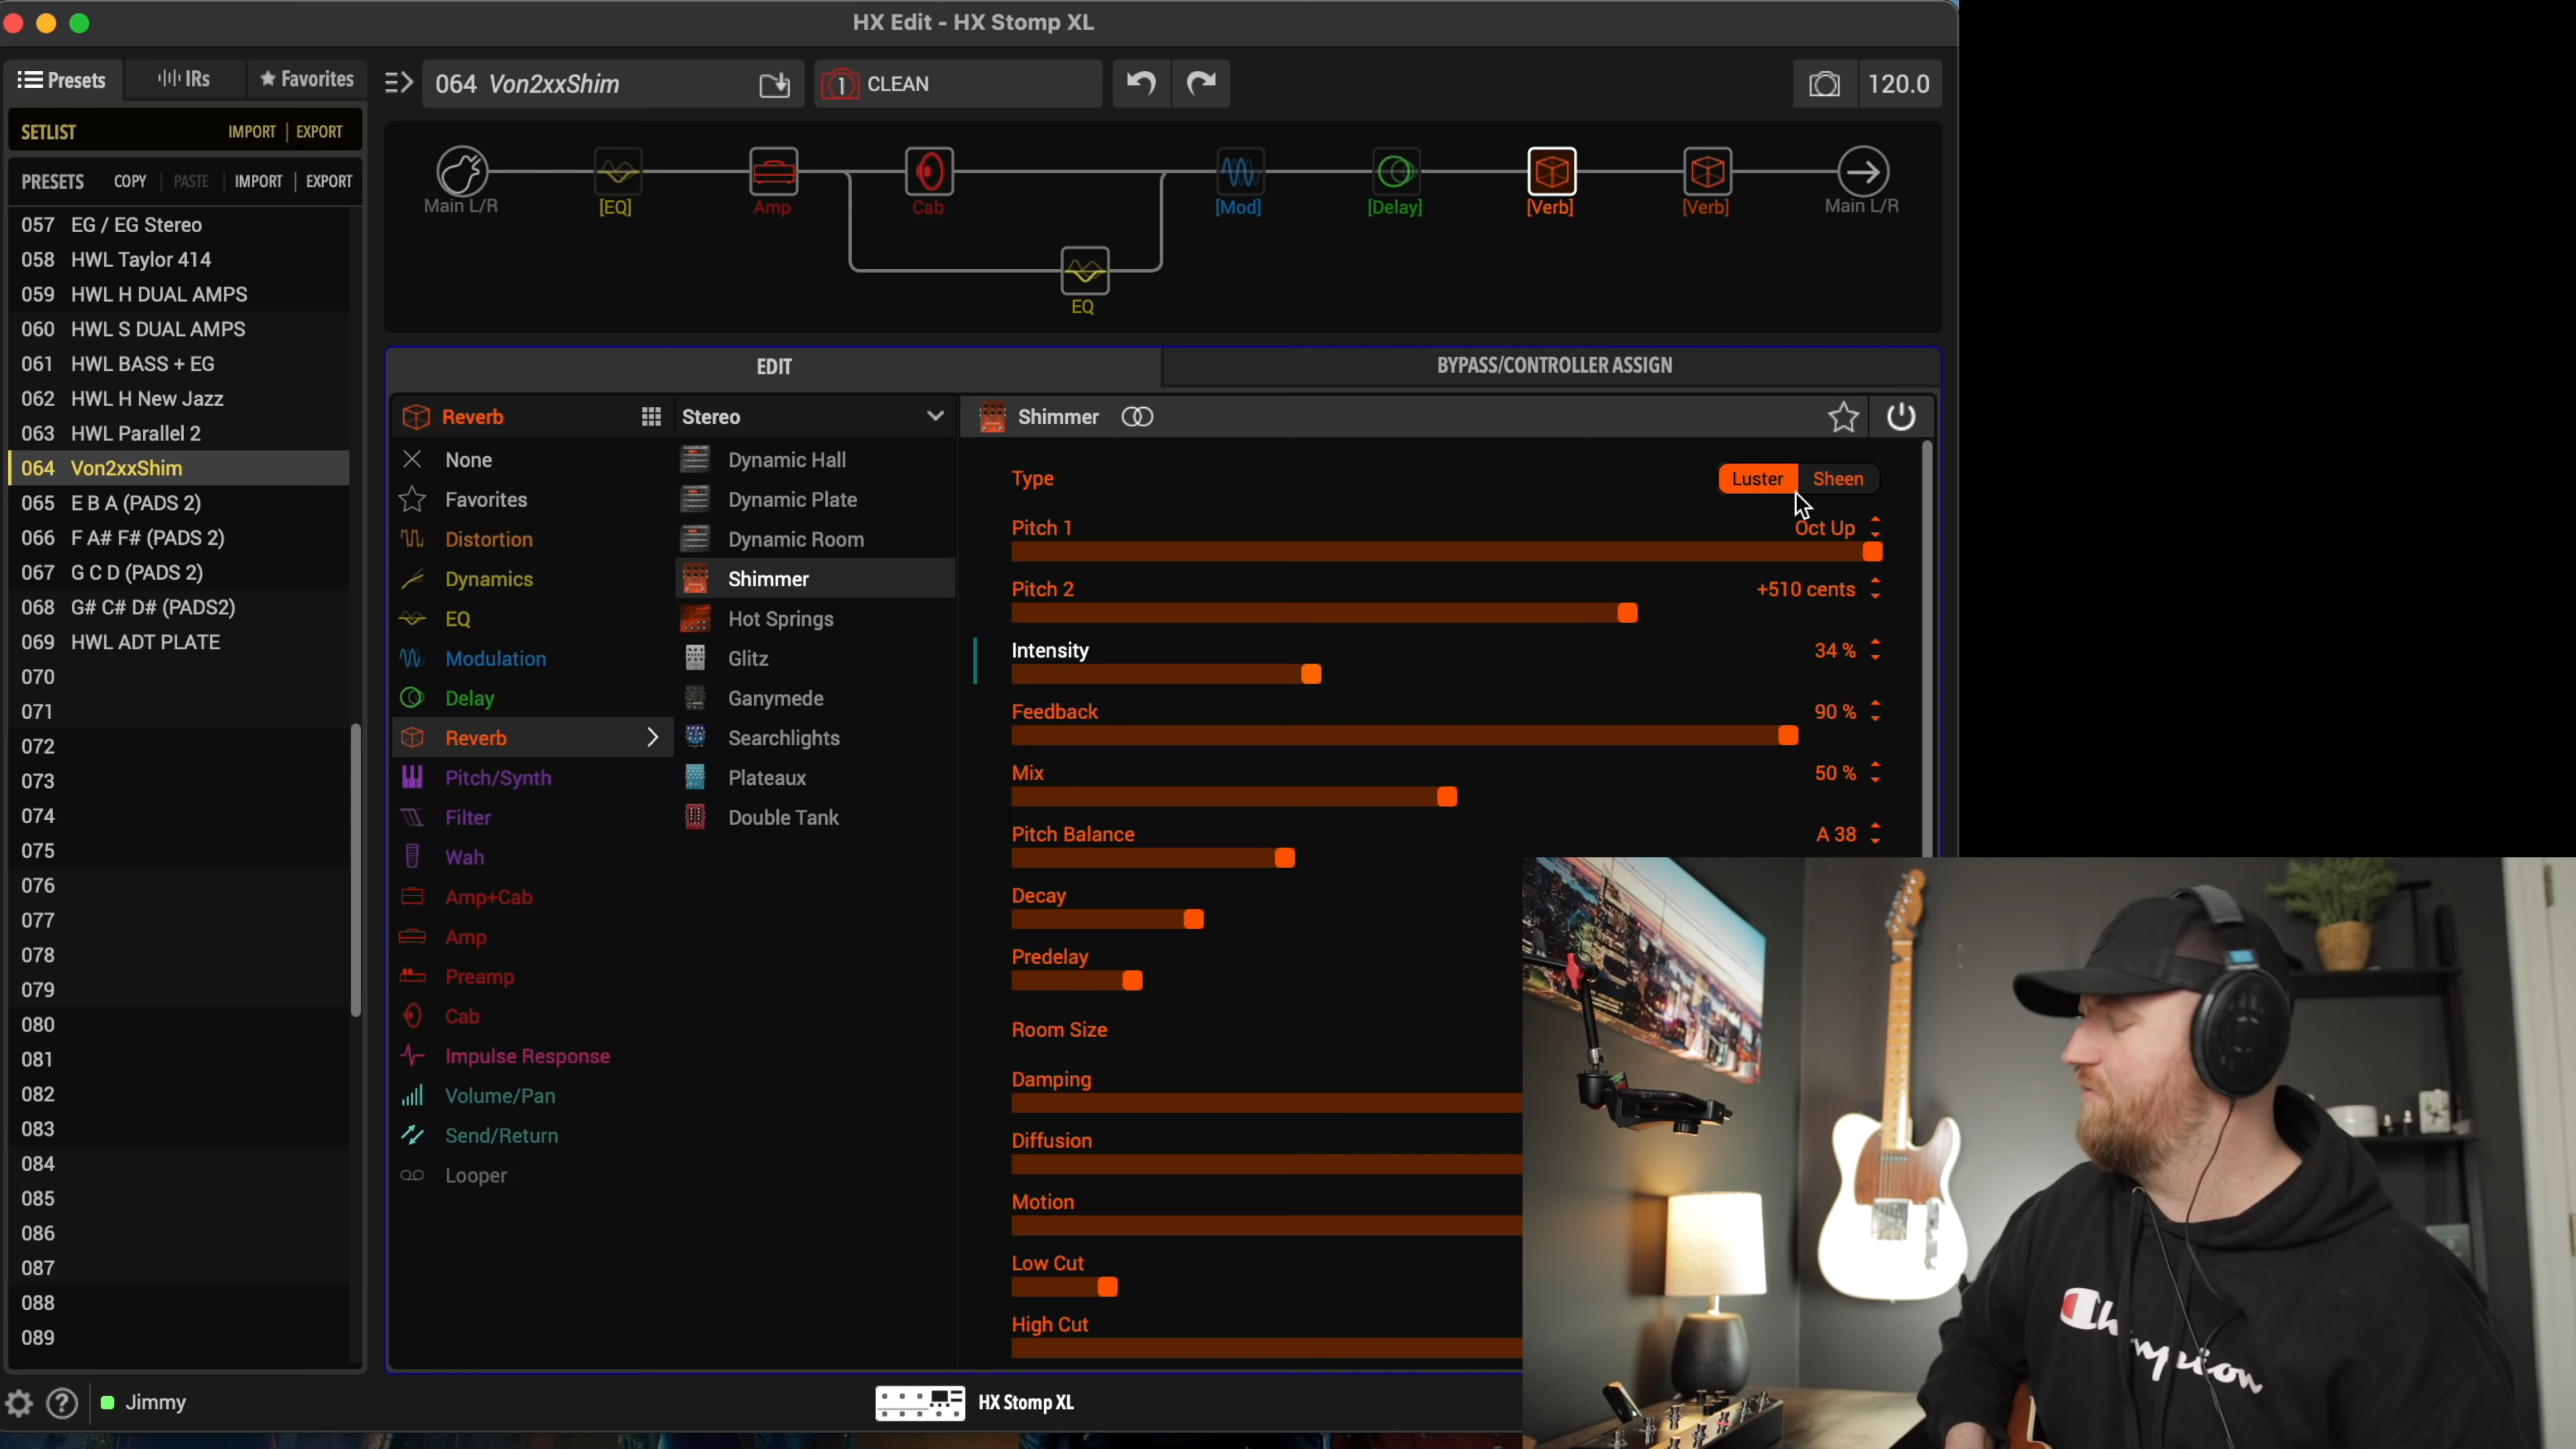 HX Edit - HX Stomp XL
Presets
IRs
Favorites
064 Von2xxShim
1 CLEAN
120.0
SETLIST IMPORT | EXPORT
PRESETS COPY | PASTE | IMPORT | EXPORT
057 EG / EG Stereo
058 HWL Taylor 414
059 HWL H DUAL AMPS
060 HWL S DUAL AMPS
061 HWL BASS + EG
062 HWL H New Jazz
063 HWL Parallel 2
064 Von2xxShim
065 E B A (PADS 2)
066 F A# F# (PADS 2)
067 G C D (PADS 2)
068 G# C# D# (PADS2)
069 HWL ADT PLATE
070
071
072
073
074
075
076
077
078
079
080
081
082
083
084
085
086
087
088
089
Main L/R
[EQ]
Amp
Cab
[Mod]
[Delay]
[Verb]
[Verb]
Main L/R
EQ
EDIT
BYPASS/CONTROLLER ASSIGN
Reverb
None
Favorites
Distortion
Dynamics
EQ
Modulation
Delay
Reverb
Pitch/Synth
Filter
Wah
Amp+Cab
Amp
Preamp
Cab
Impulse Response
Volume/Pan
Send/Return
Looper
Stereo
Dynamic Hall
Dynamic Plate
Dynamic Room
Shimmer
Hot Springs
Glitz
Ganymede
Searchlights
Plateaux
Double Tank
Shimmer
Type Luster Sheen
Pitch 1 Oct Up
Pitch 2 +510 cents
Intensity 34 %
Feedback 90 %
Mix 50 %
Pitch Balance A 38
Decay
Predelay
Room Size
Damping
Diffusion
Motion
Low Cut
High Cut
Jimmy
HX Stomp XL
Champion